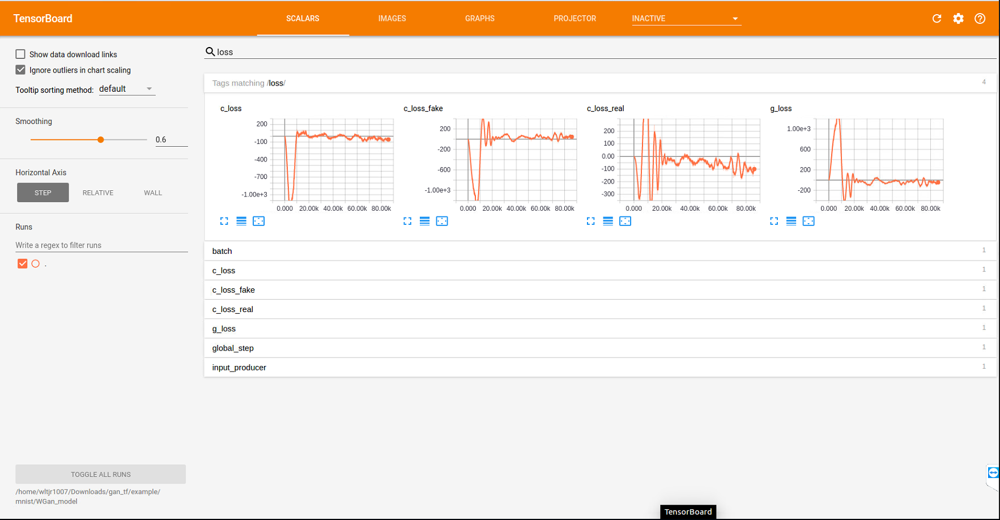 TensorBoard
SCALARS
IMAGES
GRAPHS
PROJECTOR
INACTIVE
Show data download links
Ignore outliers in chart scaling
Tooltip sorting method: default
Smoothing
0.6
Horizontal Axis
STEP RELATIVE WALL
Runs
Write a regex to filter runs
.
TOGGLE ALL RUNS
/home/wltjr1007/Downloads/gan_tf/example/
mnist/WGan_model
loss
Tags matching /loss/ 4
c_loss
200
-100
-400
-700
-1.00e+3
0.000 20.00k 40.00k 60.00k 80.00k
c_loss_fake
200
-200
-600
-1.00e+3
0.000 20.00k 40.00k 60.00k 80.00k
c_loss_real
200
100
0.00
-100
-200
-300
0.000 20.00k 40.00k 60.00k 80.00k
g_loss
1.00e+3
600
200
-200
0.000 20.00k 40.00k 60.00k 80.00k
batch 1
c_loss 1
c_loss_fake 1
c_loss_real 1
g_loss 1
global_step 1
input_producer 1
TensorBoard